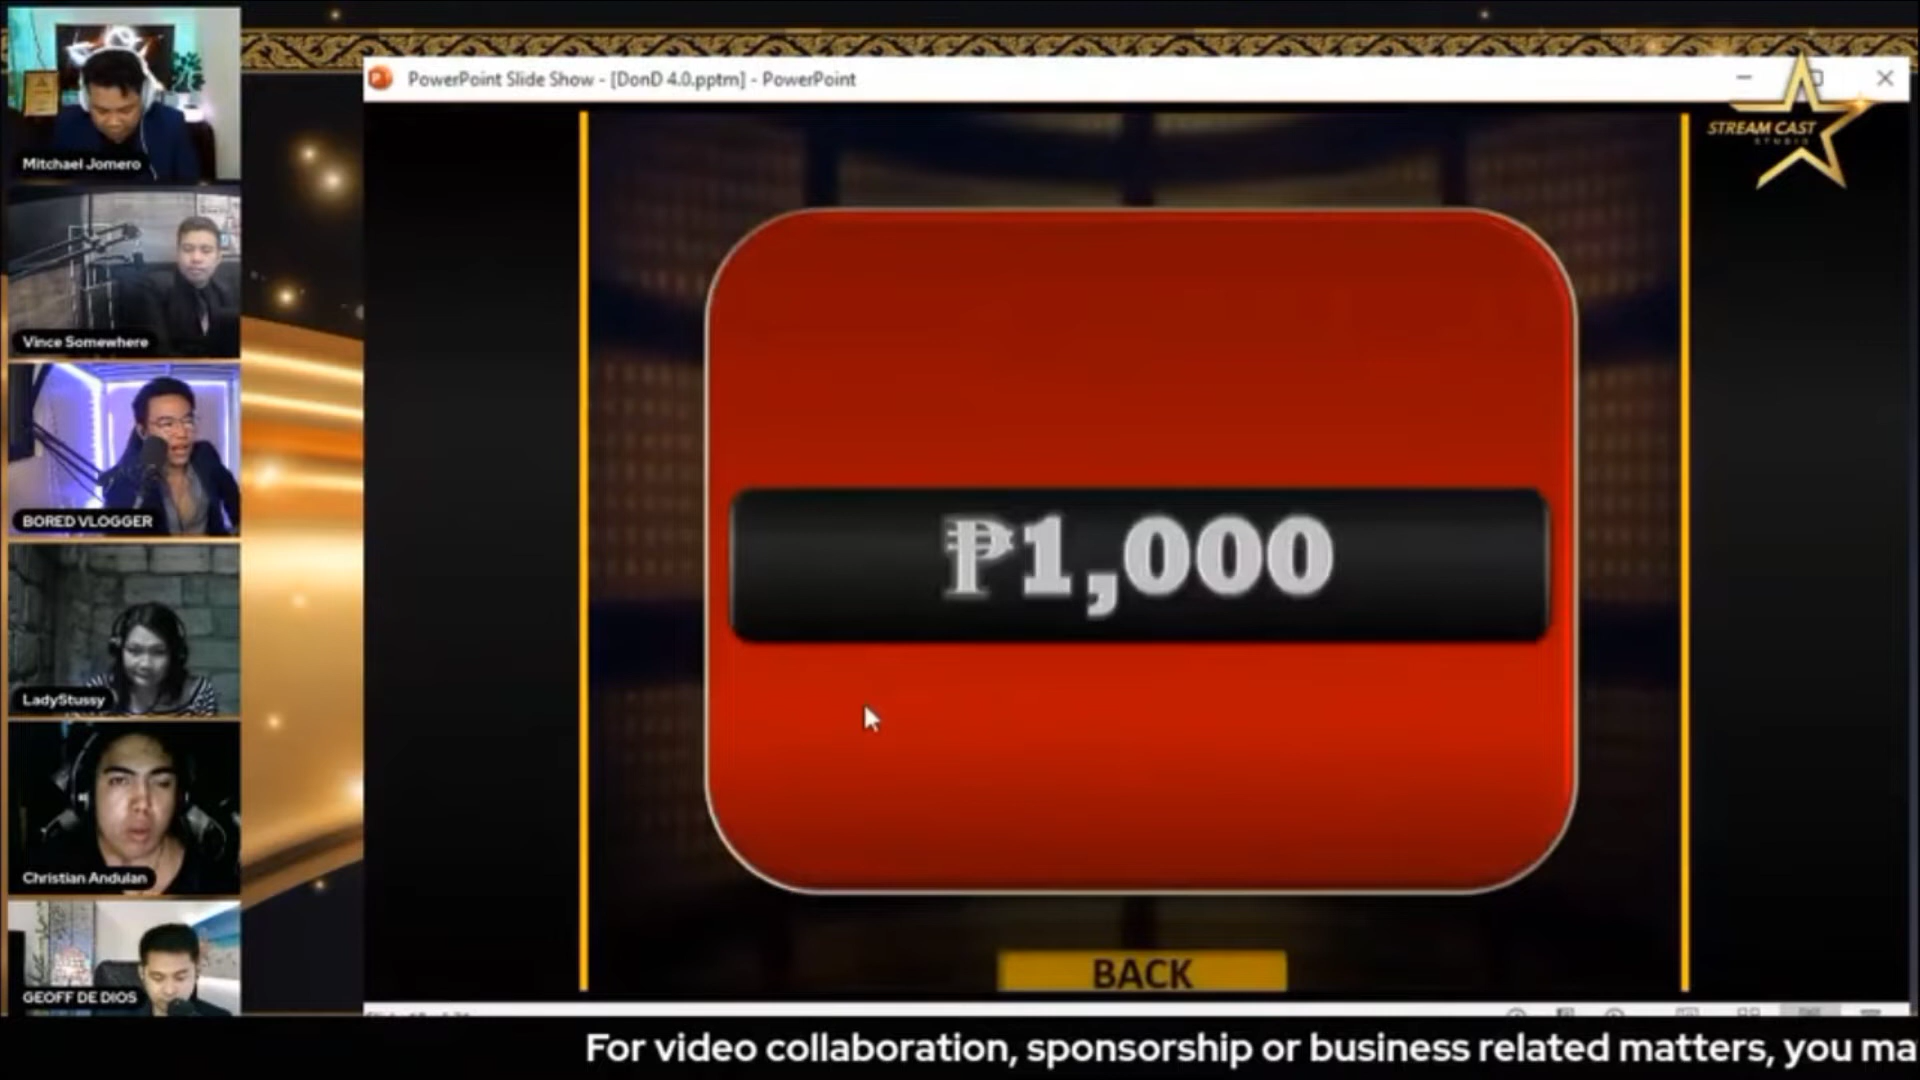 PowerPoint Slide Show - [DonD 4.0.pptm] - PowerPoint
STREAM CAST
STUDIO
Mitchael Jomero
Vince Somewhere
BORED VLOGGER
₱1,000
LadyStussy
Christian Andulan
BACK
GEOFF DE DIOS
For video collaboration, sponsorship or business related matters, you ma